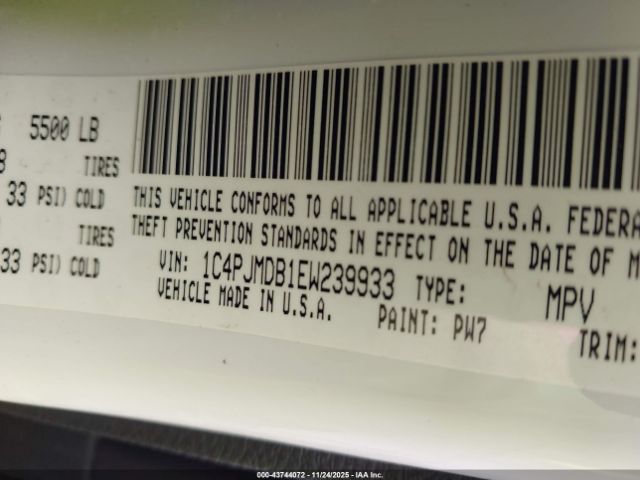 5500 LB
TIRES
33 PSI) COLD
TIRES
33 PSI) COLD
THIS VEHICLE CONFORMS TO ALL APPLICABLE U.S.A. FEDERA
THEFT PREVENTION STANDARDS IN EFFECT ON THE DATE OF M
VIN: 1C4PJMDB1EW239933 TYPE: MPV
VEHICLE MADE IN U.S.A. PAINT: PW7 TRIM:
000-43744072 - 11/24/2025 - IAA Inc.